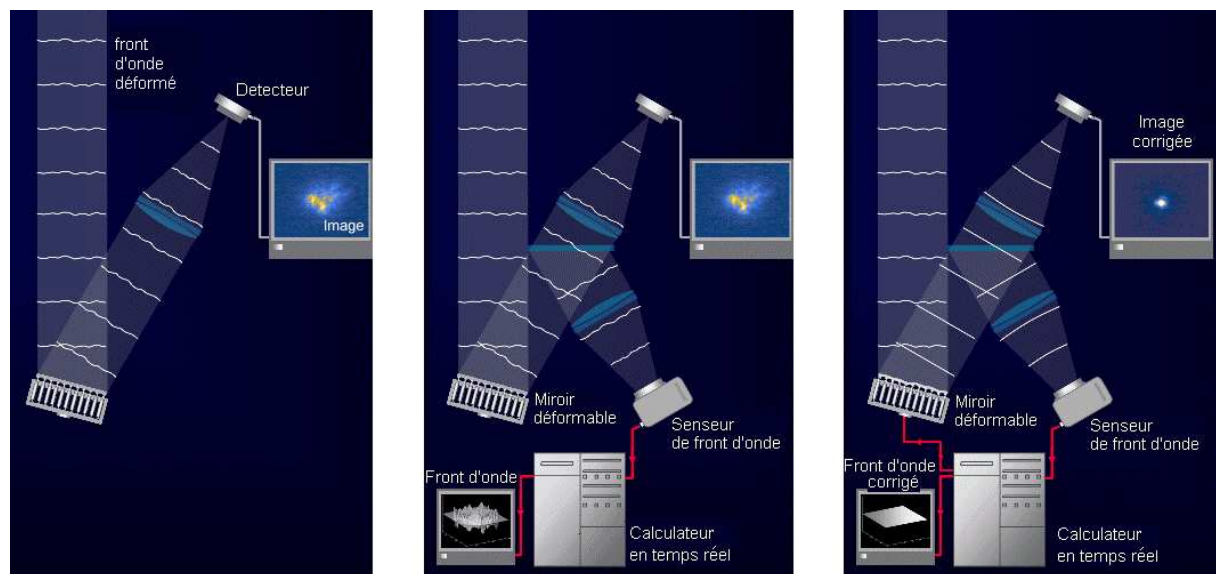 front
d'onde
déformé
Detecteur
Image
Miroir
déformable
Senseur
de front d'onde
Front d'onde
Calculateur
en temps réel
Image
corrigée
Miroir
déformable
Senseur
de front d'onde
Front d'onde
corrigé
Calculateur
en temps réel